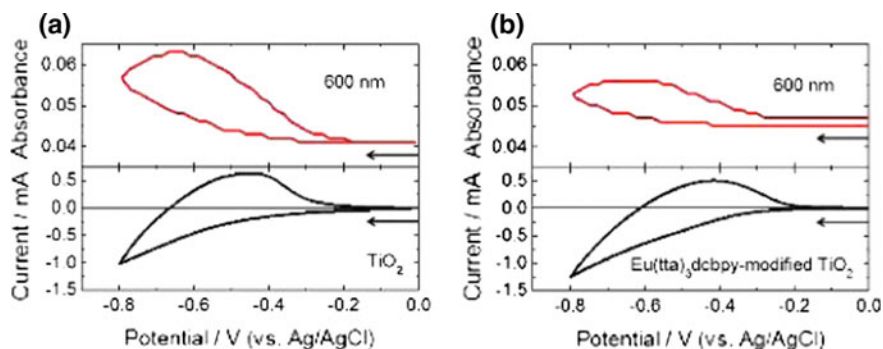 (a)
Absorbance
0.06
0.05
0.04
600 nm
Current / mA
0.5
0.0
-0.5
-1.0
-1.5
TiO2
-0.8 -0.6 -0.4 -0.2 0.0
Potential / V (vs. Ag/AgCl)
(b)
Absorbance
0.06
0.05
0.04
600 nm
Current / mA
0.5
0.0
-0.5
-1.0
-1.5
Eu(tta)3dcbpy-modified TiO2
-0.8 -0.6 -0.4 -0.2 0.0
Potential / V (vs. Ag/AgCl)